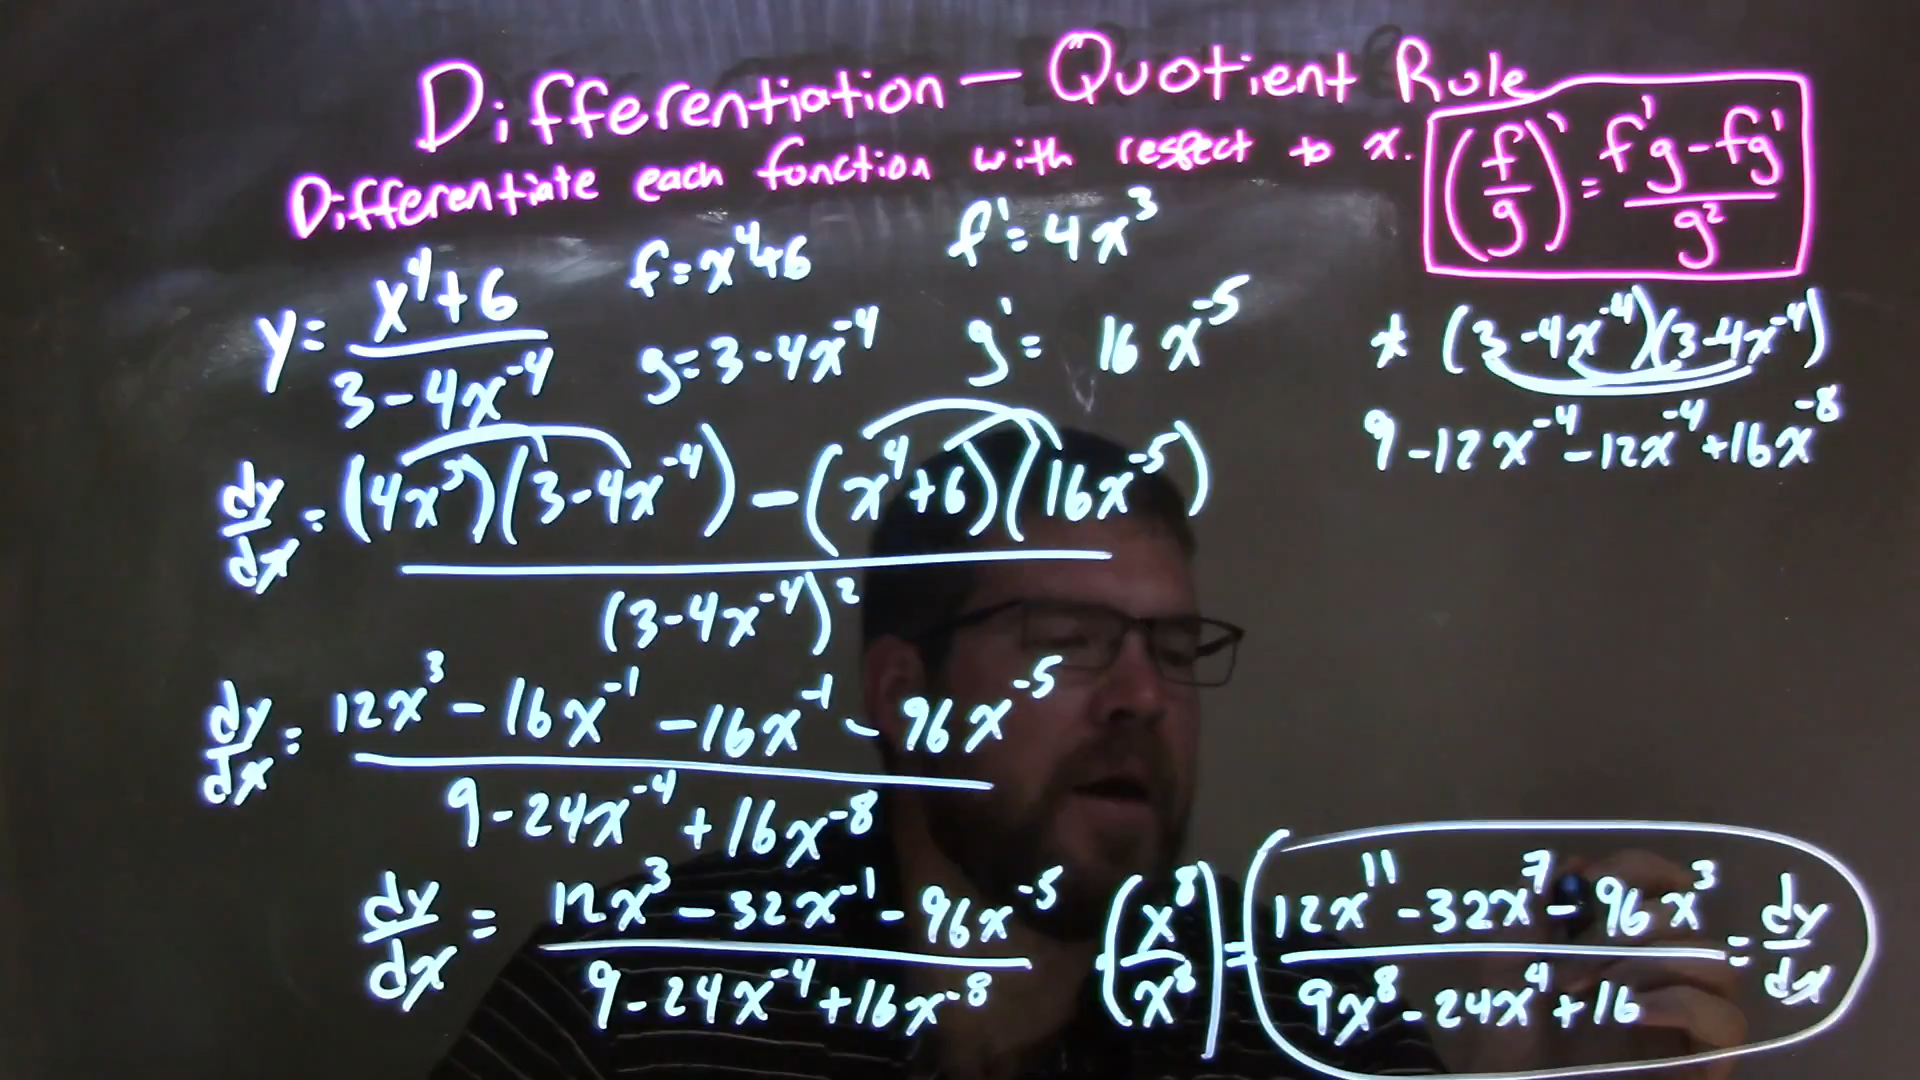 Differentiation — Quotient Rule
Differentiate each function with respect to x.
(f/g)' = (f'g - fg')/g²
y = (x⁴+6)/(3-4x⁻⁴)
f = x⁴+6
f' = 4x³
g = 3-4x⁻⁴
g' = 16x⁻⁵
* (3-4x⁻⁴)(3-4x⁻⁴)
9-12x⁻⁴-12x⁻⁴+16x⁻⁸
dy/dx = ((4x³)(3-4x⁻⁴) - (x⁴+6)(16x⁻⁵))/(3-4x⁻⁴)²
dy/dx = (12x³ - 16x⁻¹ - 16x⁻¹ - 96x⁻⁵)/(9-24x⁻⁴+16x⁻⁸)
dy/dx = (12x³ - 32x⁻¹ - 96x⁻⁵)/(9-24x⁻⁴+16x⁻⁸) (x⁸/x⁸) = (12x¹¹ - 32x⁷ - 96x³)/(9x⁸ - 24x⁴ + 16) = dy/dx